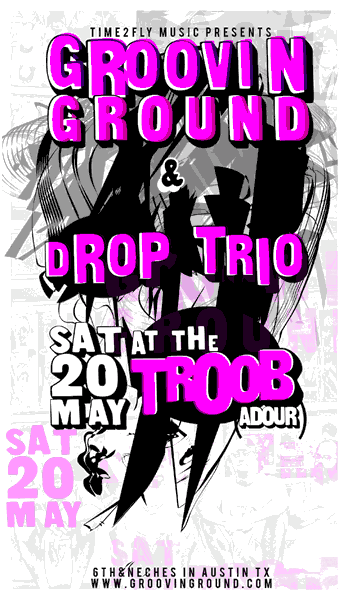 TIME2FLY MUSIC PRESENTS
GROOVIN
GROUND
&
DROP TRIO
SAT AT THE
20 TROOB
MAY (ADOUR)
SAT
20
MAY
6TH&NECHES IN AUSTIN TX
WWW.GROOVINGROUND.COM